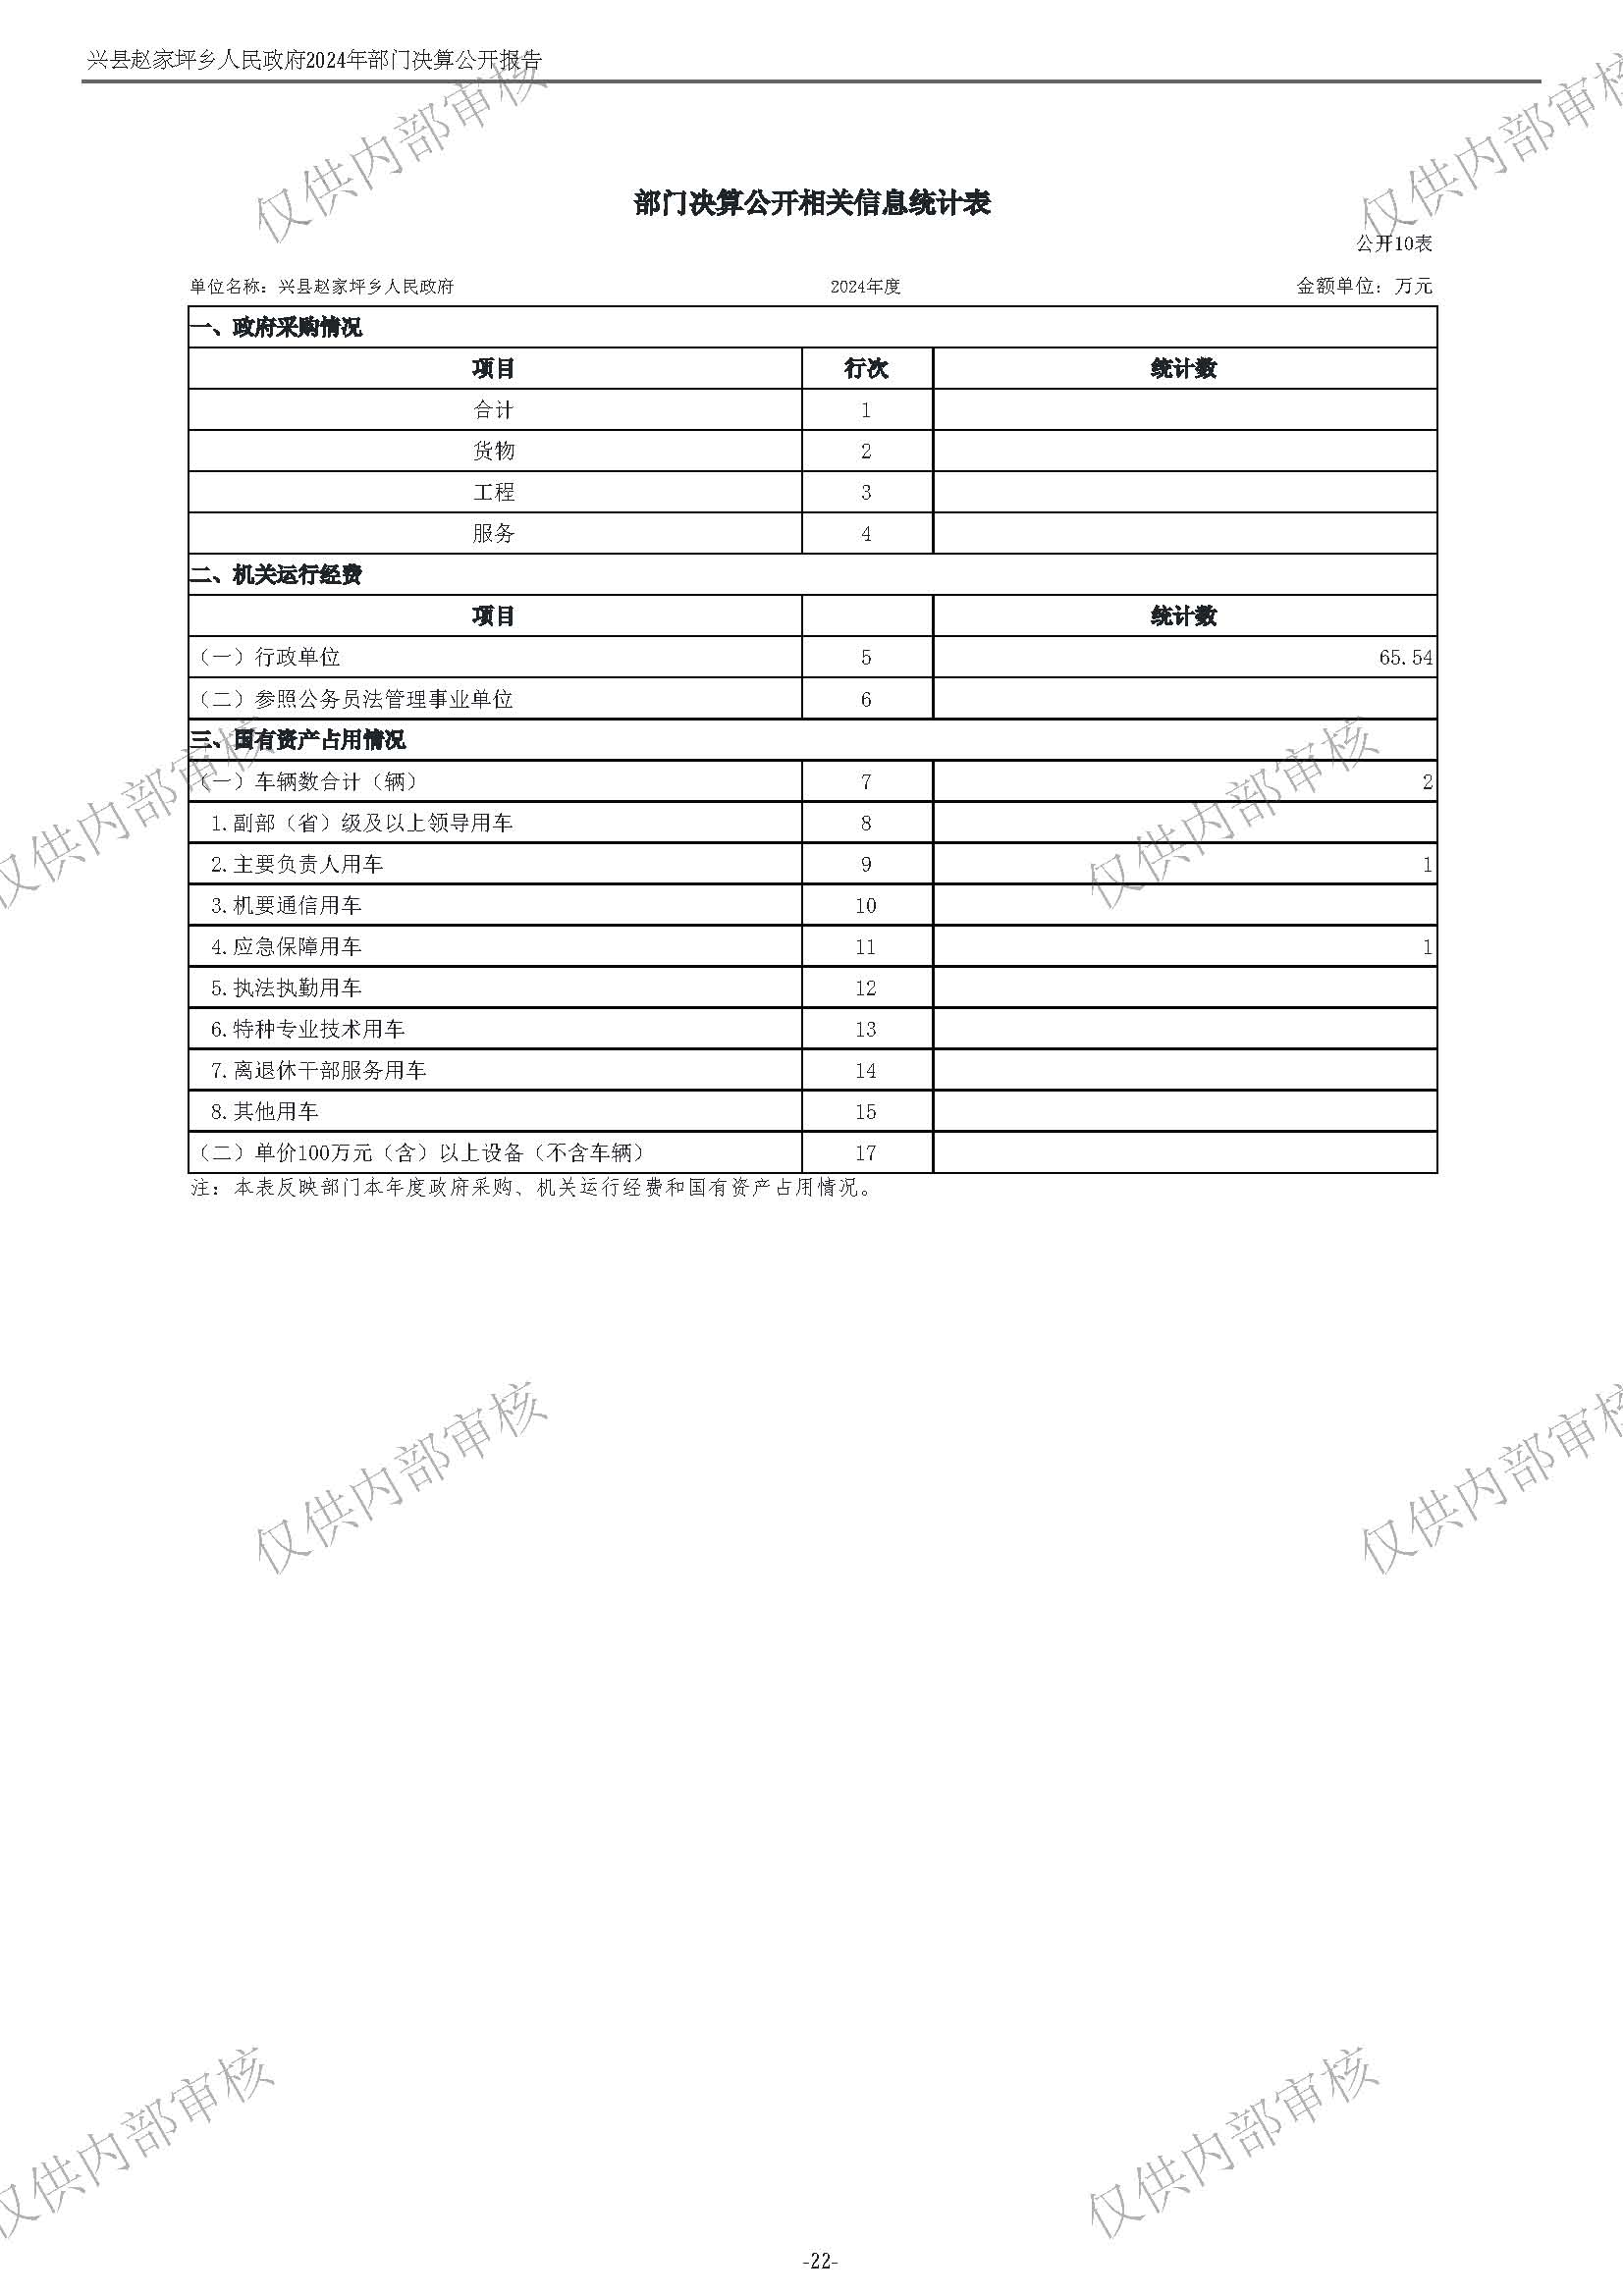 兴县赵家坪乡人民政府2024年部门决算公开报告
部门决算公开相关信息统计表
公开10表
单位名称：兴县赵家坪乡人民政府 2024年度 金额单位：万元
一、政府采购情况
项目 行次 统计数
合计 1
货物 2
工程 3
服务 4
二、机关运行经费
项目 统计数
（一）行政单位 5 65.54
（二）参照公务员法管理事业单位 6
三、国有资产占用情况
（一）车辆数合计（辆） 7 2
1.副部（省）级及以上领导用车 8
2.主要负责人用车 9 1
3.机要通信用车 10
4.应急保障用车 11 1
5.执法执勤用车 12
6.特种专业技术用车 13
7.离退休干部服务用车 14
8.其他用车 15
（二）单价100万元（含）以上设备（不含车辆） 17
注：本表反映部门本年度政府采购、机关运行经费和国有资产占用情况。
仅供内部审核
仅供内部审核
仅供内部审核
仅供内部审核
仅供内部审核
仅供内部审核
仅供内部审核
仅供内部审核
-22-